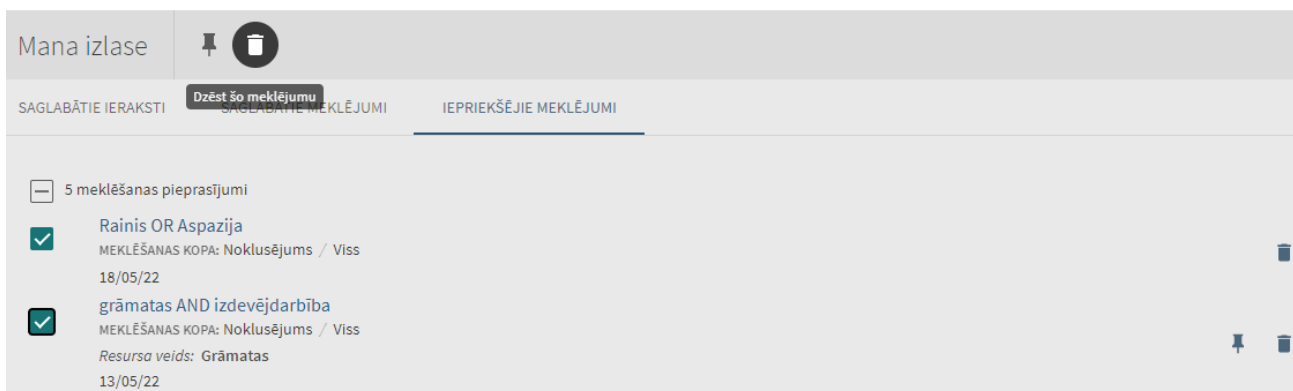 Mana izlase
Dzēst šo meklējumu
SAGLABĀTIE IERAKSTI SAGLABĀTIE MEKLĒJUMI IEPRIEKŠĒJIE MEKLĒJUMI
5 meklēšanas pieprasījumi
Rainis OR Aspazija
MEKLĒŠANAS KOPA: Noklusējums / Viss
18/05/22
grāmatas AND izdevējdarbība
MEKLĒŠANAS KOPA: Noklusējums / Viss
Resursa veids: Grāmatas
13/05/22